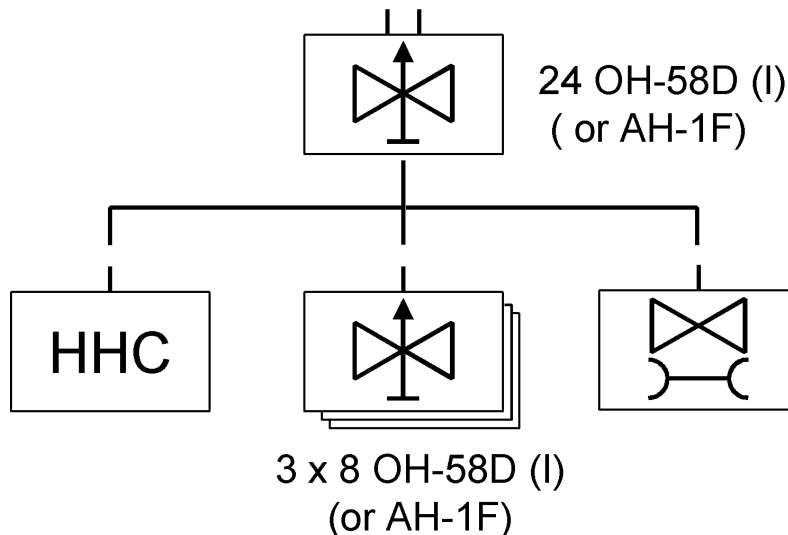 24 OH-58D (I)
( or AH-1F)
HHC
3 x 8 OH-58D (I)
(or AH-1F)